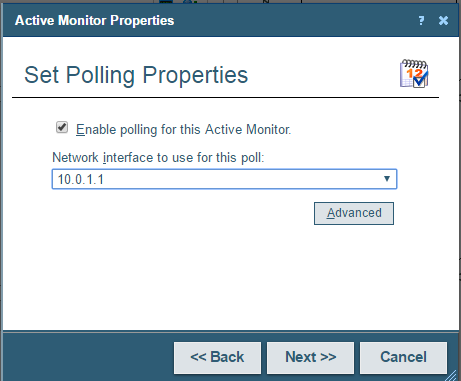 Active Monitor Properties ? ×
Set Polling Properties
12
Enable polling for this Active Monitor.
Network interface to use for this poll:
10.0.1.1
Advanced
<< Back Next >> Cancel